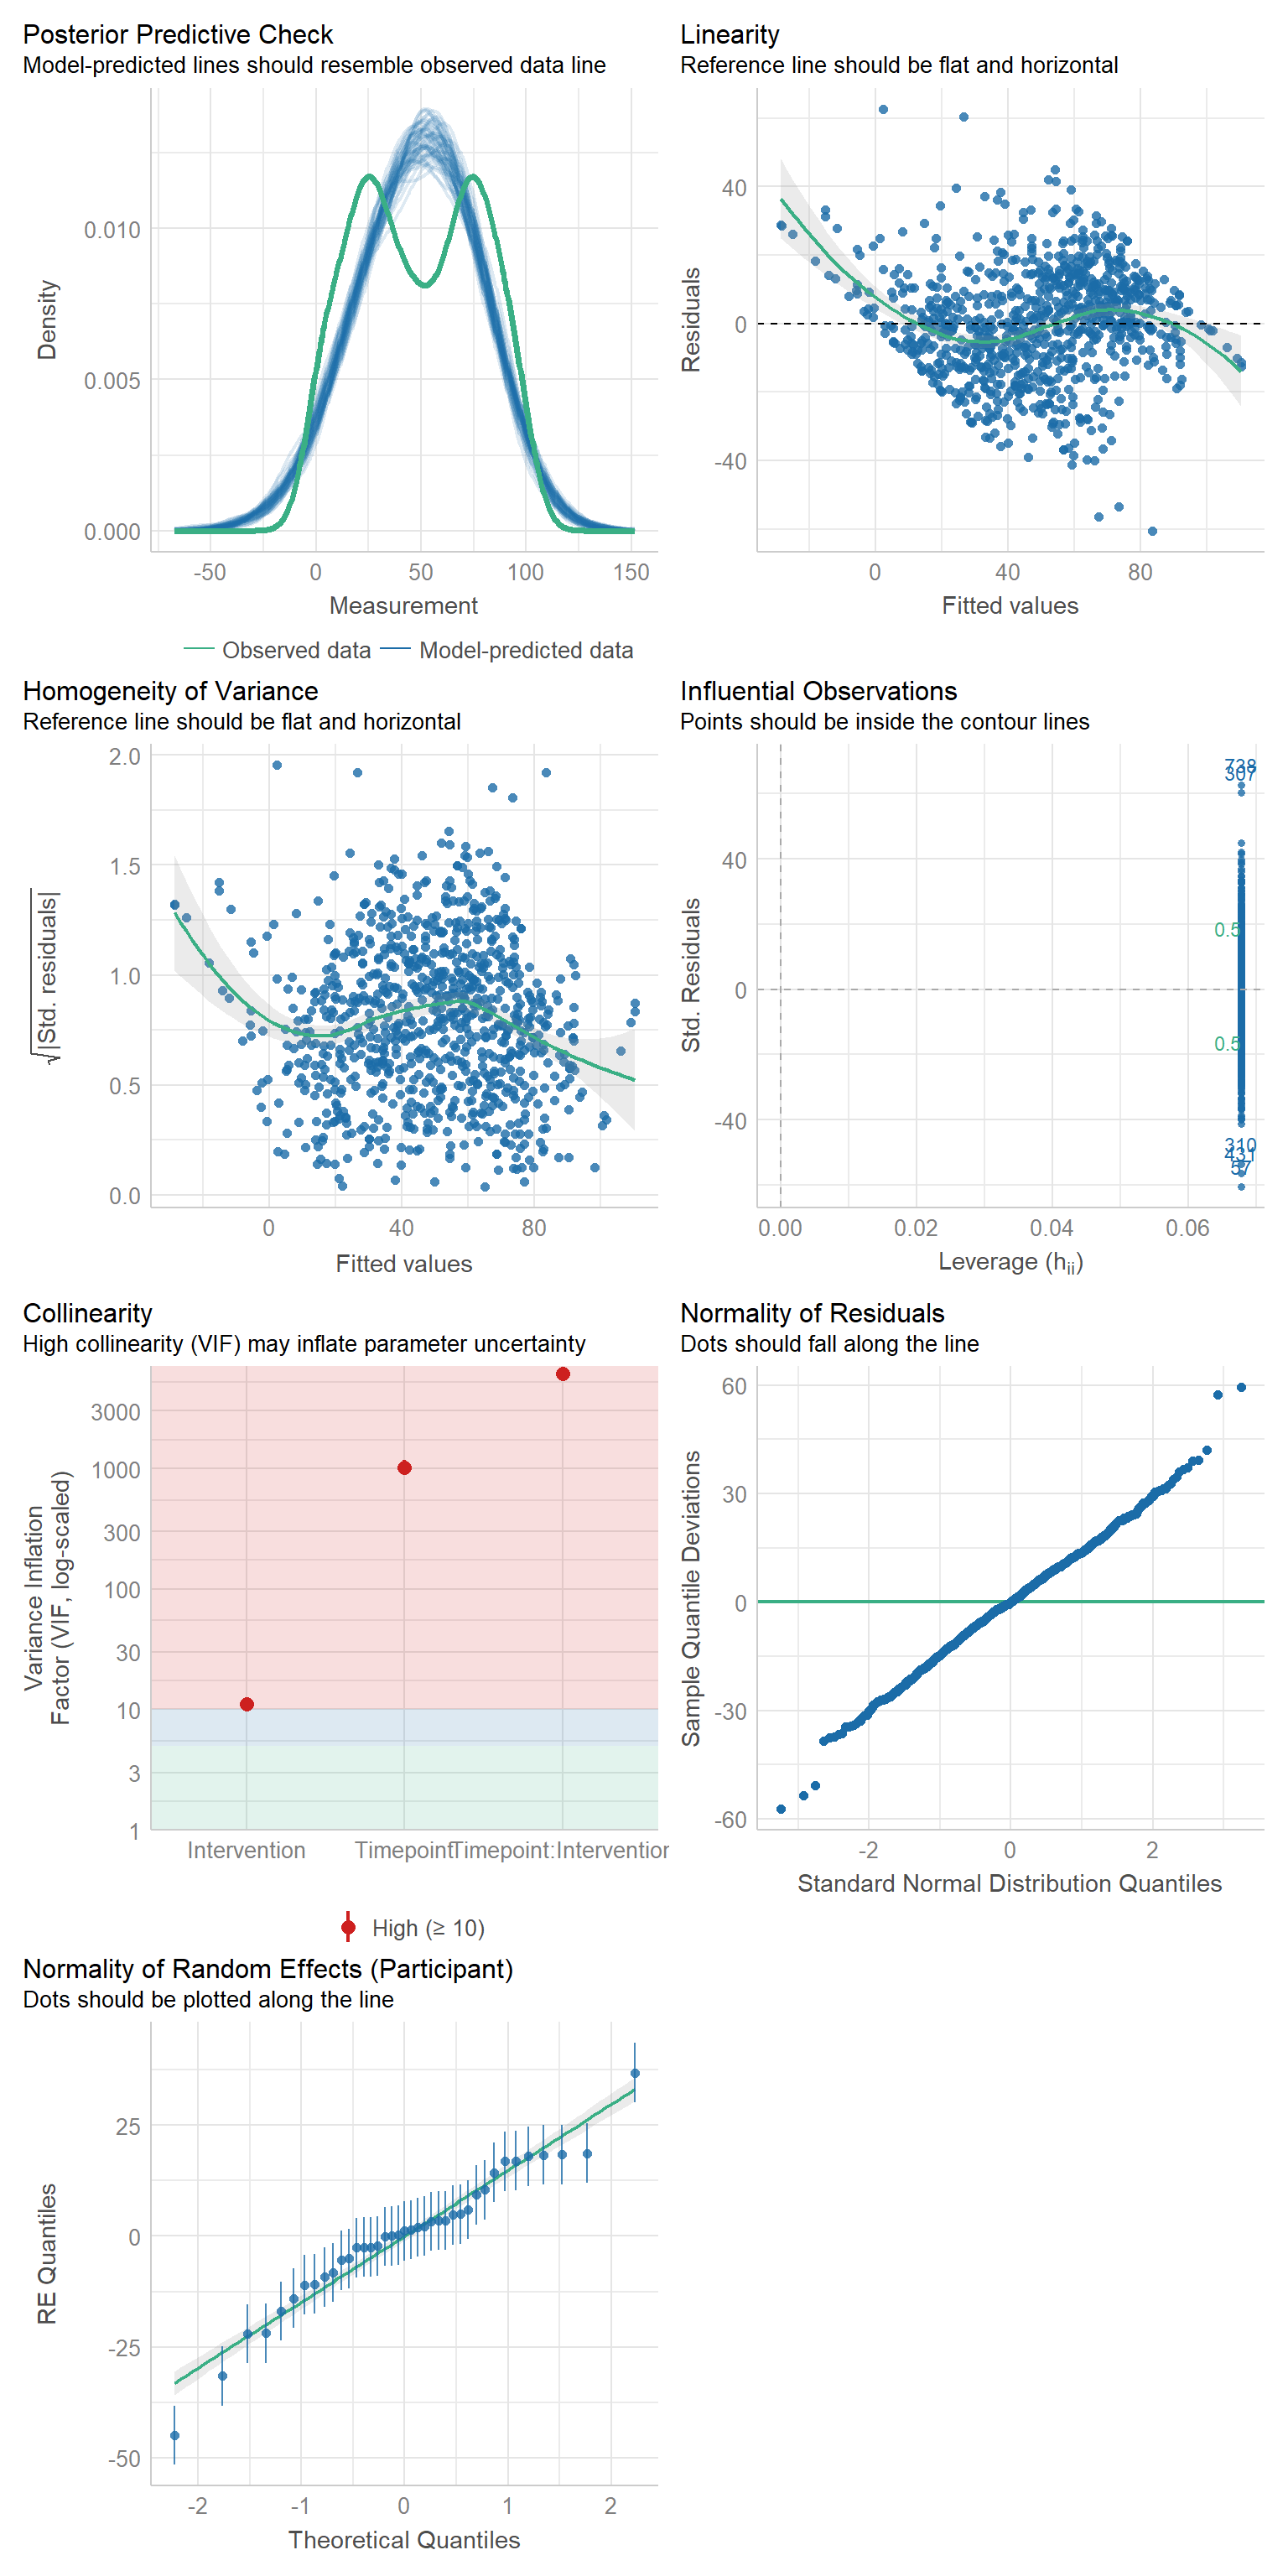 Posterior Predictive Check
Model-predicted lines should resemble observed data line
Density
0.010
0.005
0.000
-50 0 50 100 150
Measurement
Observed data Model-predicted data
Linearity
Reference line should be flat and horizontal
Residuals
40
0
-40
0 40 80
Fitted values
Homogeneity of Variance
Reference line should be flat and horizontal
√|Std. residuals|
2.0
1.5
1.0
0.5
0.0
0 40 80
Fitted values
Influential Observations
Points should be inside the contour lines
Std. Residuals
40
0
-40
738
307
0.5
0.5
310
431
57
0.00 0.02 0.04 0.06
Leverage (hii)
Collinearity
High collinearity (VIF) may inflate parameter uncertainty
Variance Inflation
Factor (VIF, log-scaled)
3000
1000
300
100
30
10
3
1
Intervention Timepoint Timepoint:Intervention
High (≥ 10)
Normality of Residuals
Dots should fall along the line
Sample Quantile Deviations
60
30
0
-30
-60
-2 0 2
Standard Normal Distribution Quantiles
Normality of Random Effects (Participant)
Dots should be plotted along the line
RE Quantiles
25
0
-25
-50
-2 -1 0 1 2
Theoretical Quantiles